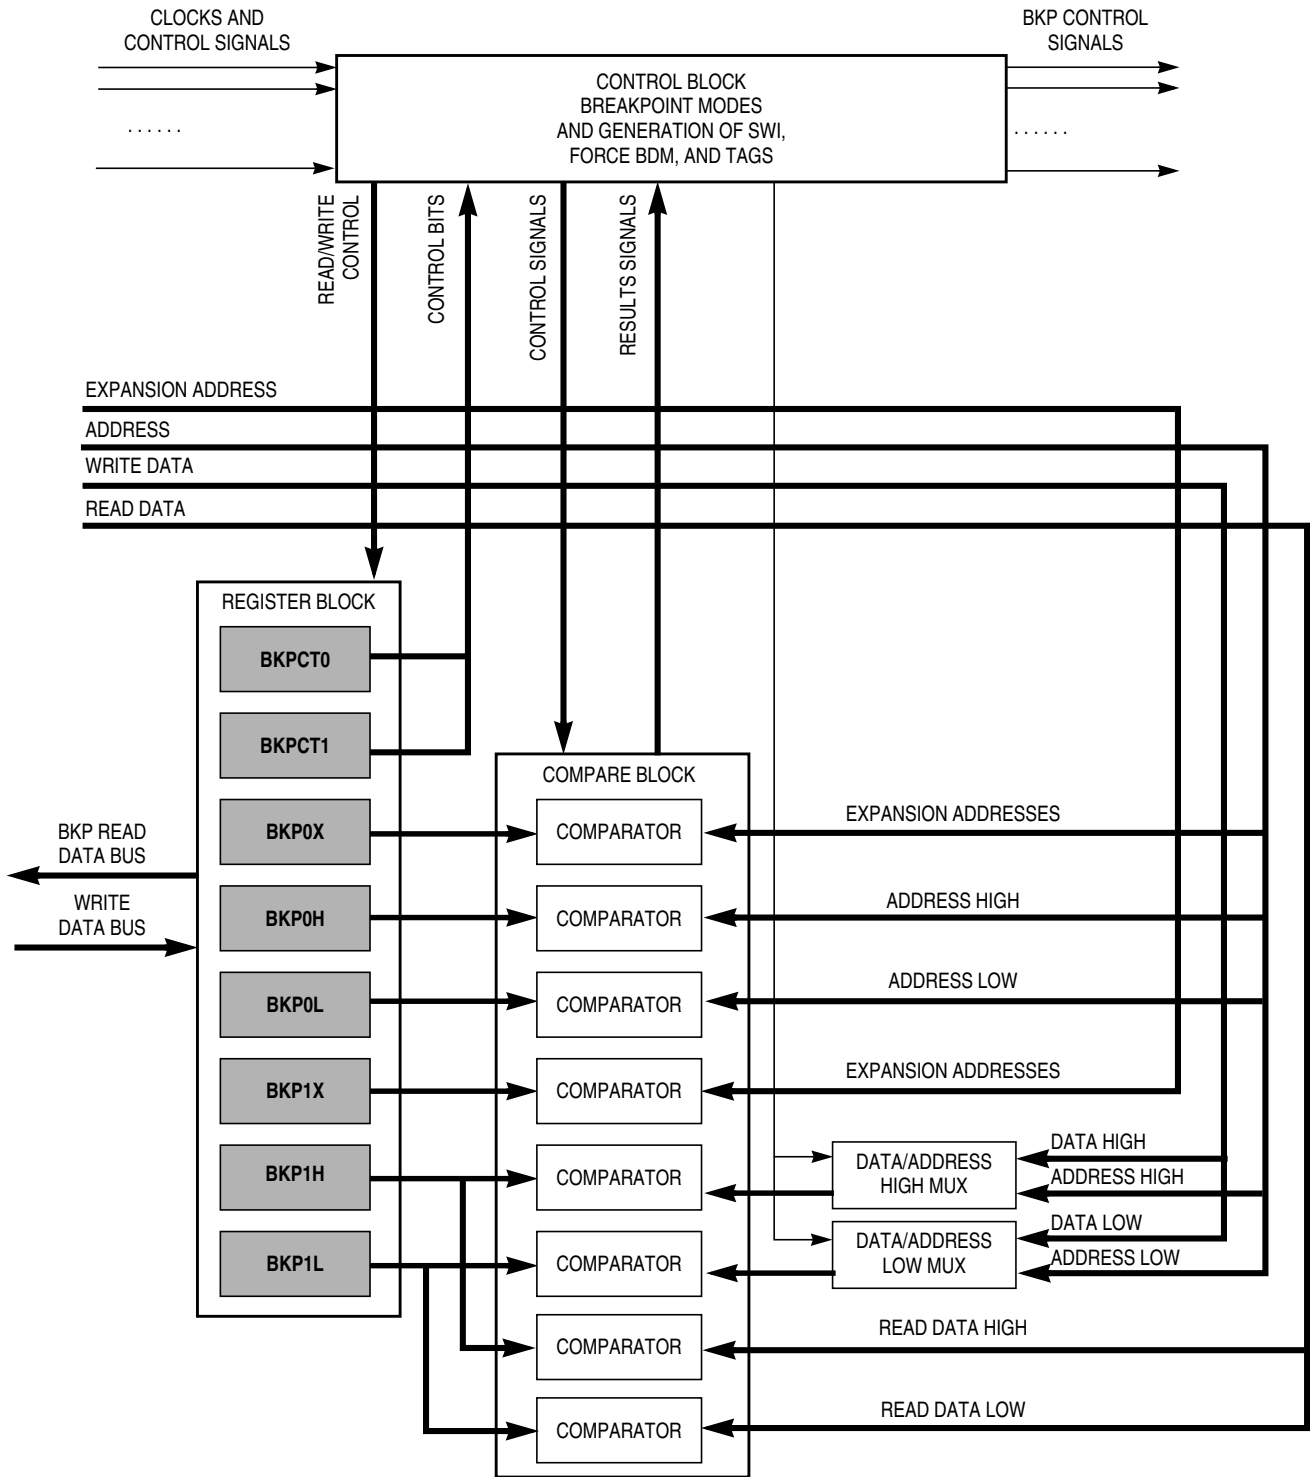 CLOCKS AND
CONTROL SIGNALS
BKP CONTROL
SIGNALS
CONTROL BLOCK
BREAKPOINT MODES
AND GENERATION OF SWI,
FORCE BDM, AND TAGS
. . . . . .
. . . . . .
READ/WRITE
CONTROL
CONTROL BITS
CONTROL SIGNALS
RESULTS SIGNALS
EXPANSION ADDRESS
ADDRESS
WRITE DATA
READ DATA
REGISTER BLOCK
BKPCT0
BKPCT1
COMPARE BLOCK
BKP READ
DATA BUS
WRITE
DATA BUS
BKP0X
COMPARATOR
EXPANSION ADDRESSES
BKP0H
COMPARATOR
ADDRESS HIGH
BKP0L
COMPARATOR
ADDRESS LOW
BKP1X
COMPARATOR
EXPANSION ADDRESSES
BKP1H
COMPARATOR
DATA/ADDRESS
HIGH MUX
DATA HIGH
ADDRESS HIGH
BKP1L
COMPARATOR
DATA/ADDRESS
LOW MUX
DATA LOW
ADDRESS LOW
COMPARATOR
READ DATA HIGH
COMPARATOR
READ DATA LOW